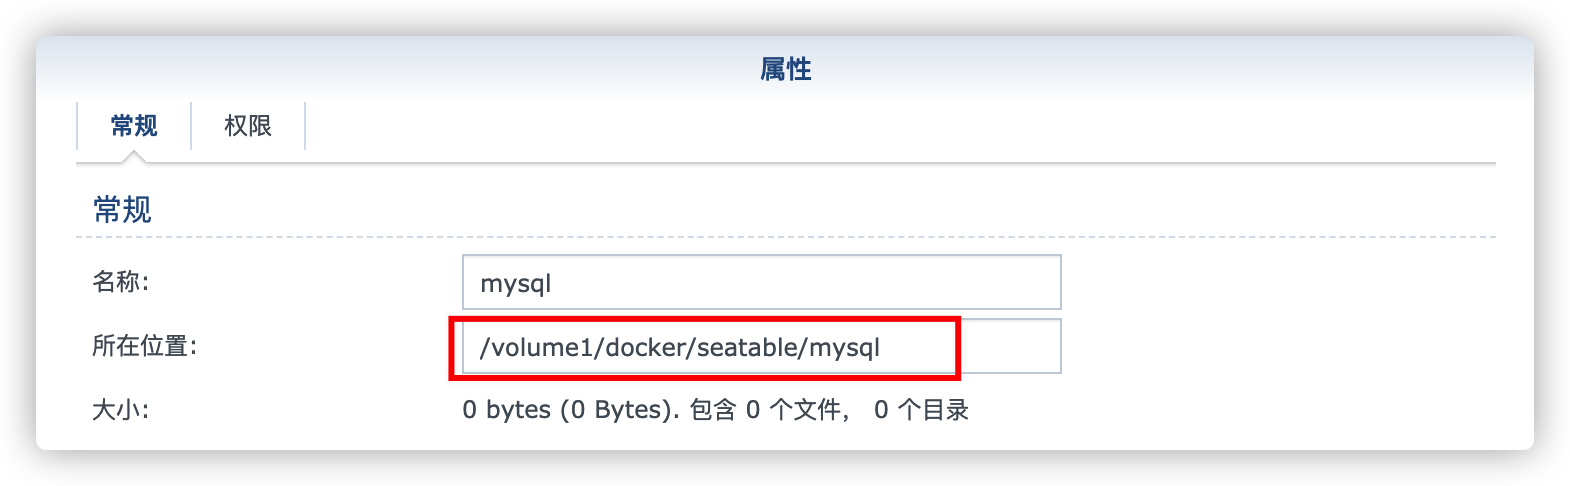 属性
常规 权限
常规
名称: mysql
所在位置: /volume1/docker/seatable/mysql
大小: 0 bytes (0 Bytes). 包含 0 个文件， 0 个目录